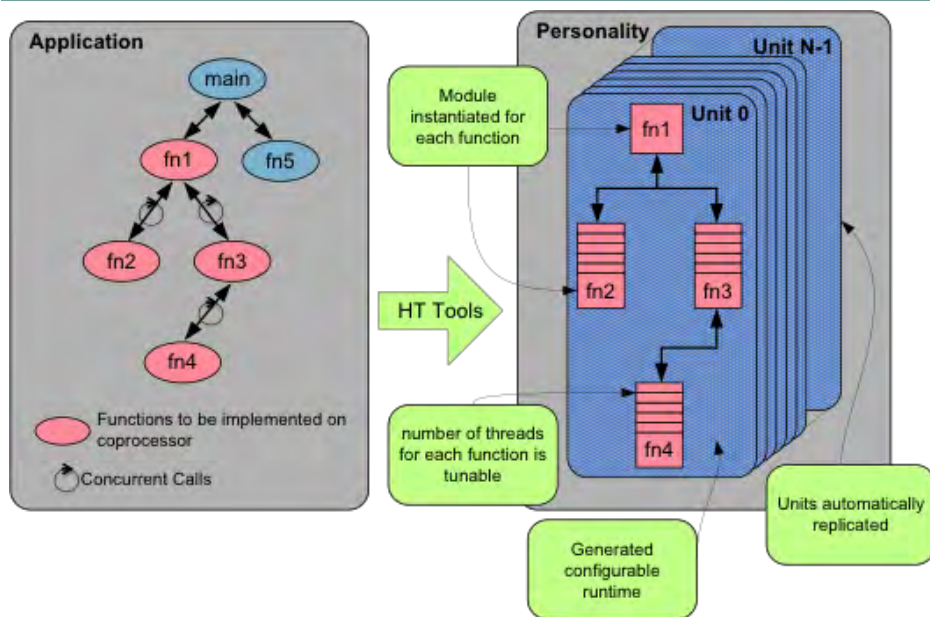 Application
main
fn1
fn5
fn2
fn3
fn4
Functions to be implemented on
coprocessor
Concurrent Calls
HT Tools
Personality
Unit N-1
Unit 0
Module
instantiated for
each function
fn1
fn2
fn3
fn4
number of threads
for each function is
tunable
Generated
configurable
runtime
Units automatically
replicated